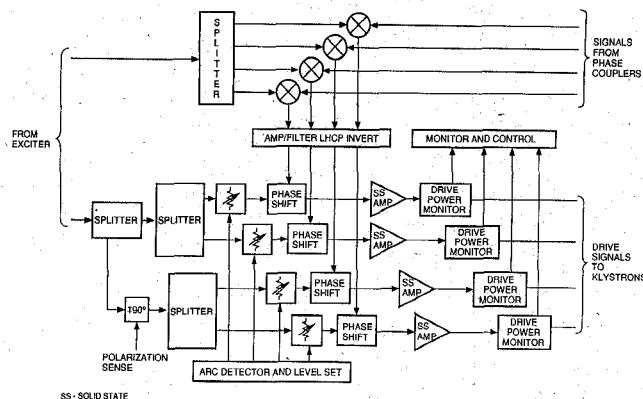 SPLITTER
SIGNALS
FROM
PHASE
COUPLERS
FROM
EXCITER
AMP/FILTER LHCP INVERT
MONITOR AND CONTROL
SPLITTER
SPLITTER
PHASE
SHIFT
SS
AMP
DRIVE
POWER
MONITOR
PHASE
SHIFT
SS
AMP
DRIVE
POWER
MONITOR
DRIVE
SIGNALS
TO
KLYSTRONS
±90°
SPLITTER
PHASE
SHIFT
SS
AMP
DRIVE
POWER
MONITOR
PHASE
SHIFT
SS
AMP
DRIVE
POWER
MONITOR
POLARIZATION
SENSE
ARC DETECTOR AND LEVEL SET
SS - SOLID STATE